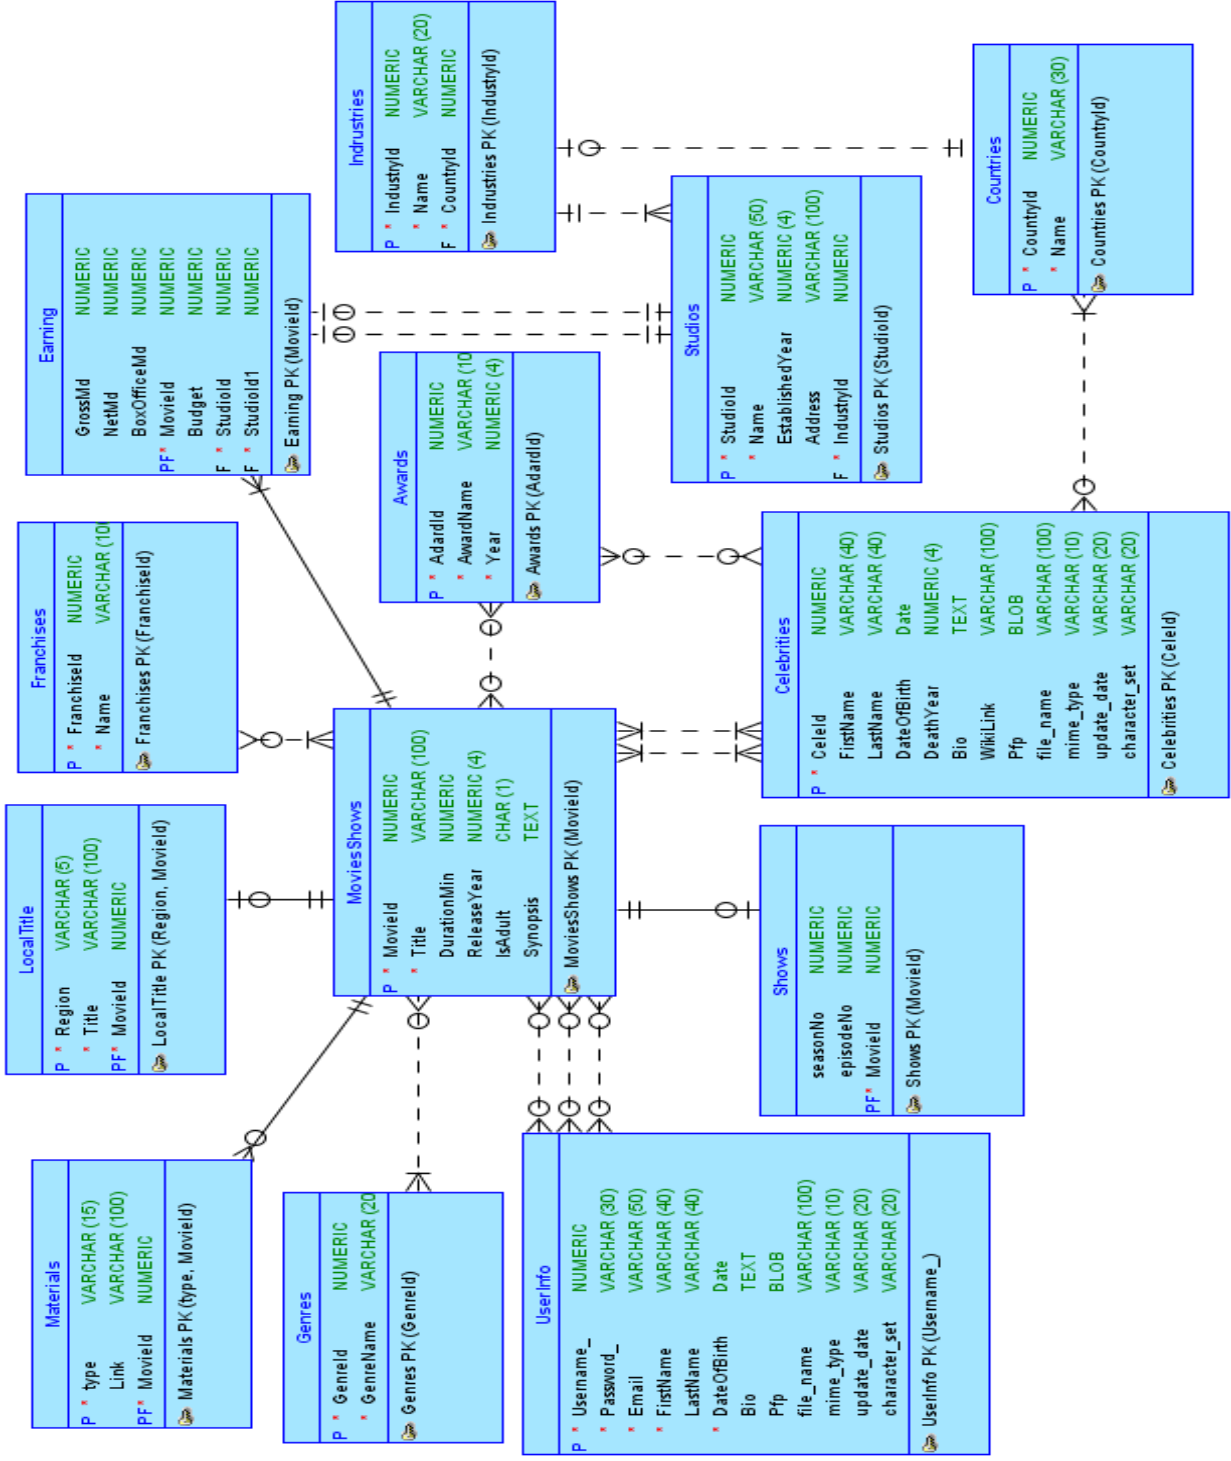 Materials
P * type VARCHAR (15)
Link VARCHAR (100)
PF* MovieId NUMERIC
Materials PK (type, MovieId)
LocalTitle
P * Region VARCHAR (5)
* Title VARCHAR (100)
PF* MovieId NUMERIC
LocalTitle PK (Region, MovieId)
Franchises
P * FranchiseId NUMERIC
* Name VARCHAR (100
Franchises PK (FranchiseId)
Earning
GrossMd NUMERIC
NetMd NUMERIC
BoxOfficeMd NUMERIC
PF* MovieId NUMERIC
Budget NUMERIC
F * StudioId NUMERIC
F * StudioId1 NUMERIC
Earning PK (MovieId)
Genres
P * GenreId NUMERIC
* GenreName VARCHAR (20
Genres PK (GenreId)
MoviesShows
P * MovieId NUMERIC
* Title VARCHAR (100)
DurationMin NUMERIC
ReleaseYear NUMERIC (4)
IsAdult CHAR (1)
Synopsis TEXT
MoviesShows PK (MovieId)
Awards
P * AdardId NUMERIC
* AwardName VARCHAR (10
* Year NUMERIC (4)
Awards PK (AdardId)
Indrustries
P * IndustryId NUMERIC
* Name VARCHAR (20)
F * CountryId NUMERIC
Indrustries PK (IndustryId)
UserInfo
P * Username_ NUMERIC
* Password_ VARCHAR (30)
* Email VARCHAR (50)
* FirstName VARCHAR (40)
LastName VARCHAR (40)
* DateOfBirth Date
Bio TEXT
Pfp BLOB
file_name VARCHAR (100)
mime_type VARCHAR (10)
update_date VARCHAR (20)
character_set VARCHAR (20)
UserInfo PK (Username_)
Shows
seasonNo NUMERIC
episodeNo NUMERIC
PF* MovieId NUMERIC
Shows PK (MovieId)
Celebrities
P * CeleId NUMERIC
FirstName VARCHAR (40)
LastName VARCHAR (40)
DateOfBirth Date
DeathYear NUMERIC (4)
Bio TEXT
WikiLink VARCHAR (100)
Pfp BLOB
file_name VARCHAR (100)
mime_type VARCHAR (10)
update_date VARCHAR (20)
character_set VARCHAR (20)
Celebrities PK (CeleId)
Studios
P * StudioId NUMERIC
* Name VARCHAR (50)
EstablishedYear NUMERIC (4)
Address VARCHAR (100)
F * IndustryId NUMERIC
Studios PK (StudioId)
Countries
P * CountryId NUMERIC
* Name VARCHAR (30)
Countries PK (CountryId)